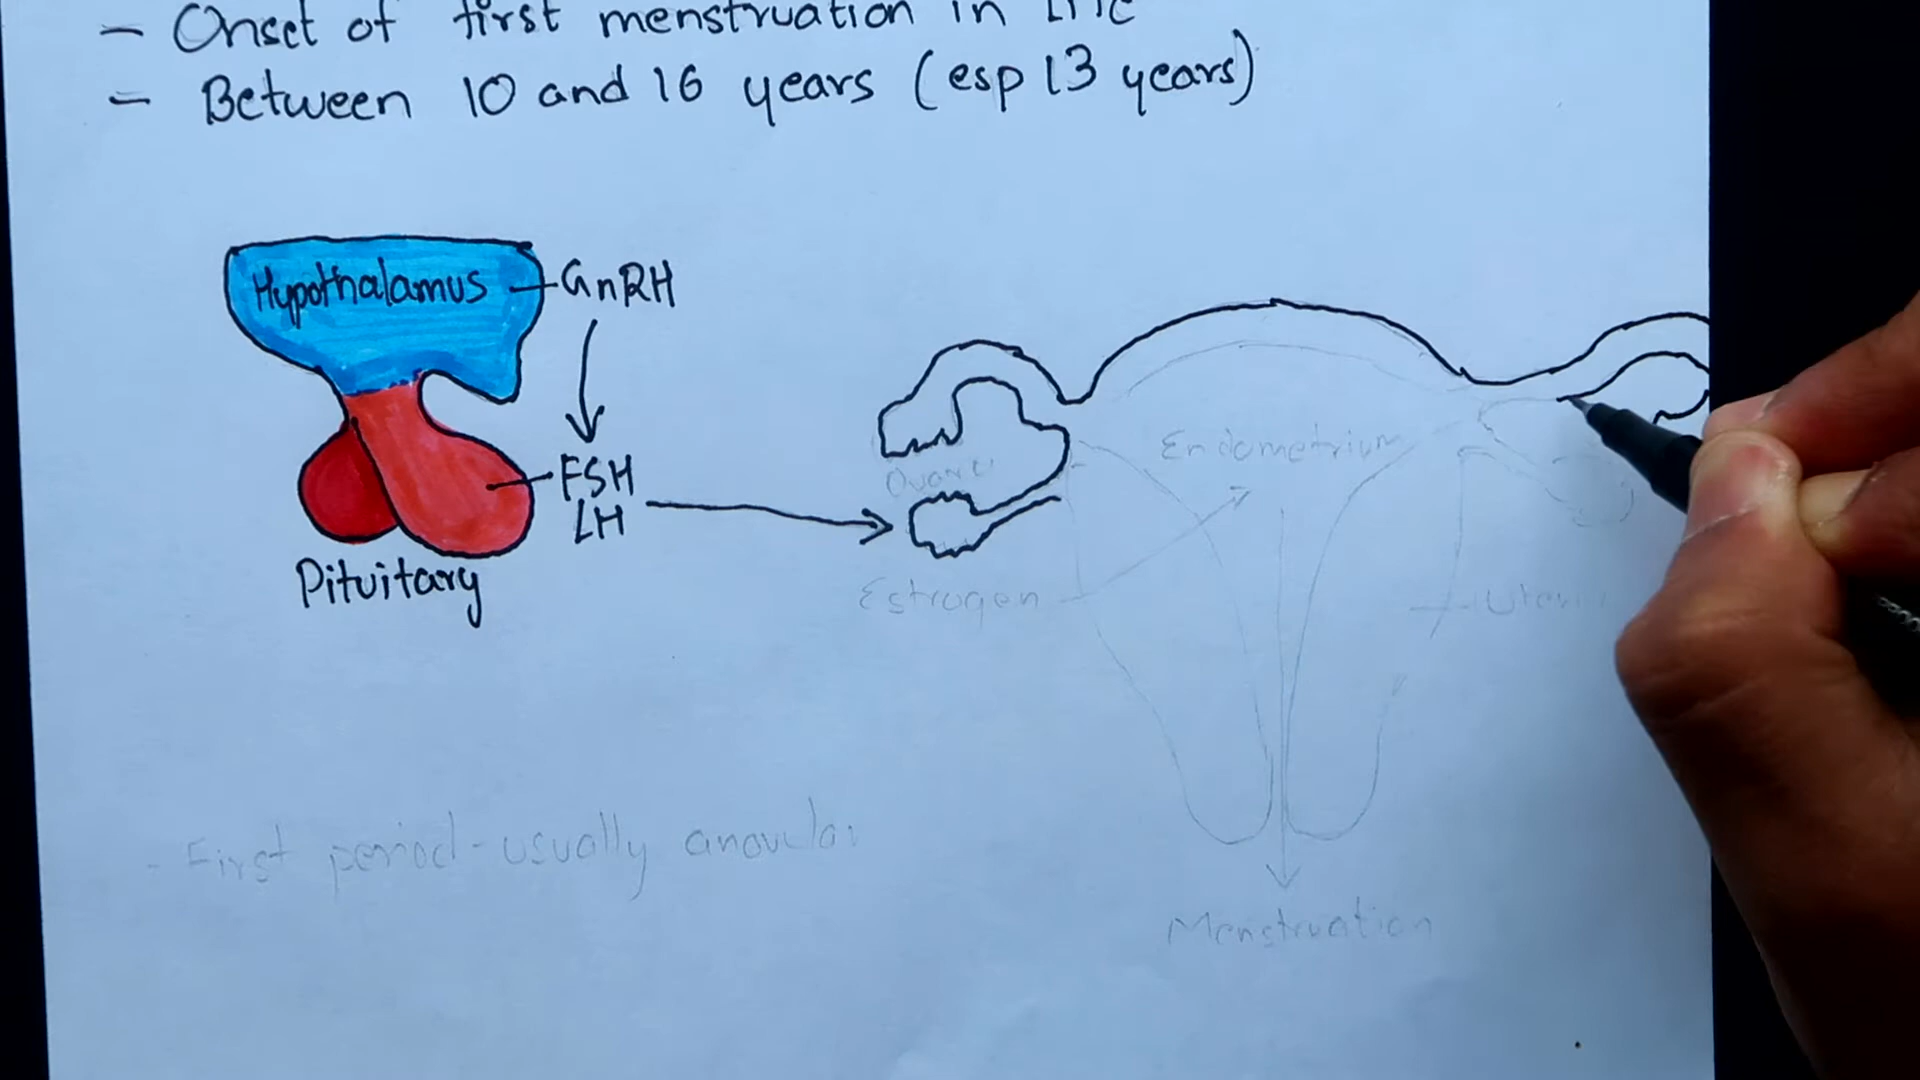 - Onset of first menstruation in life
- Between 10 and 16 years (esp 13 years)
Hypothalamus
GnRH
FSH
LH
Pituitary
Endometrium
Estrogen
- First period - usually anovular
Menstruation